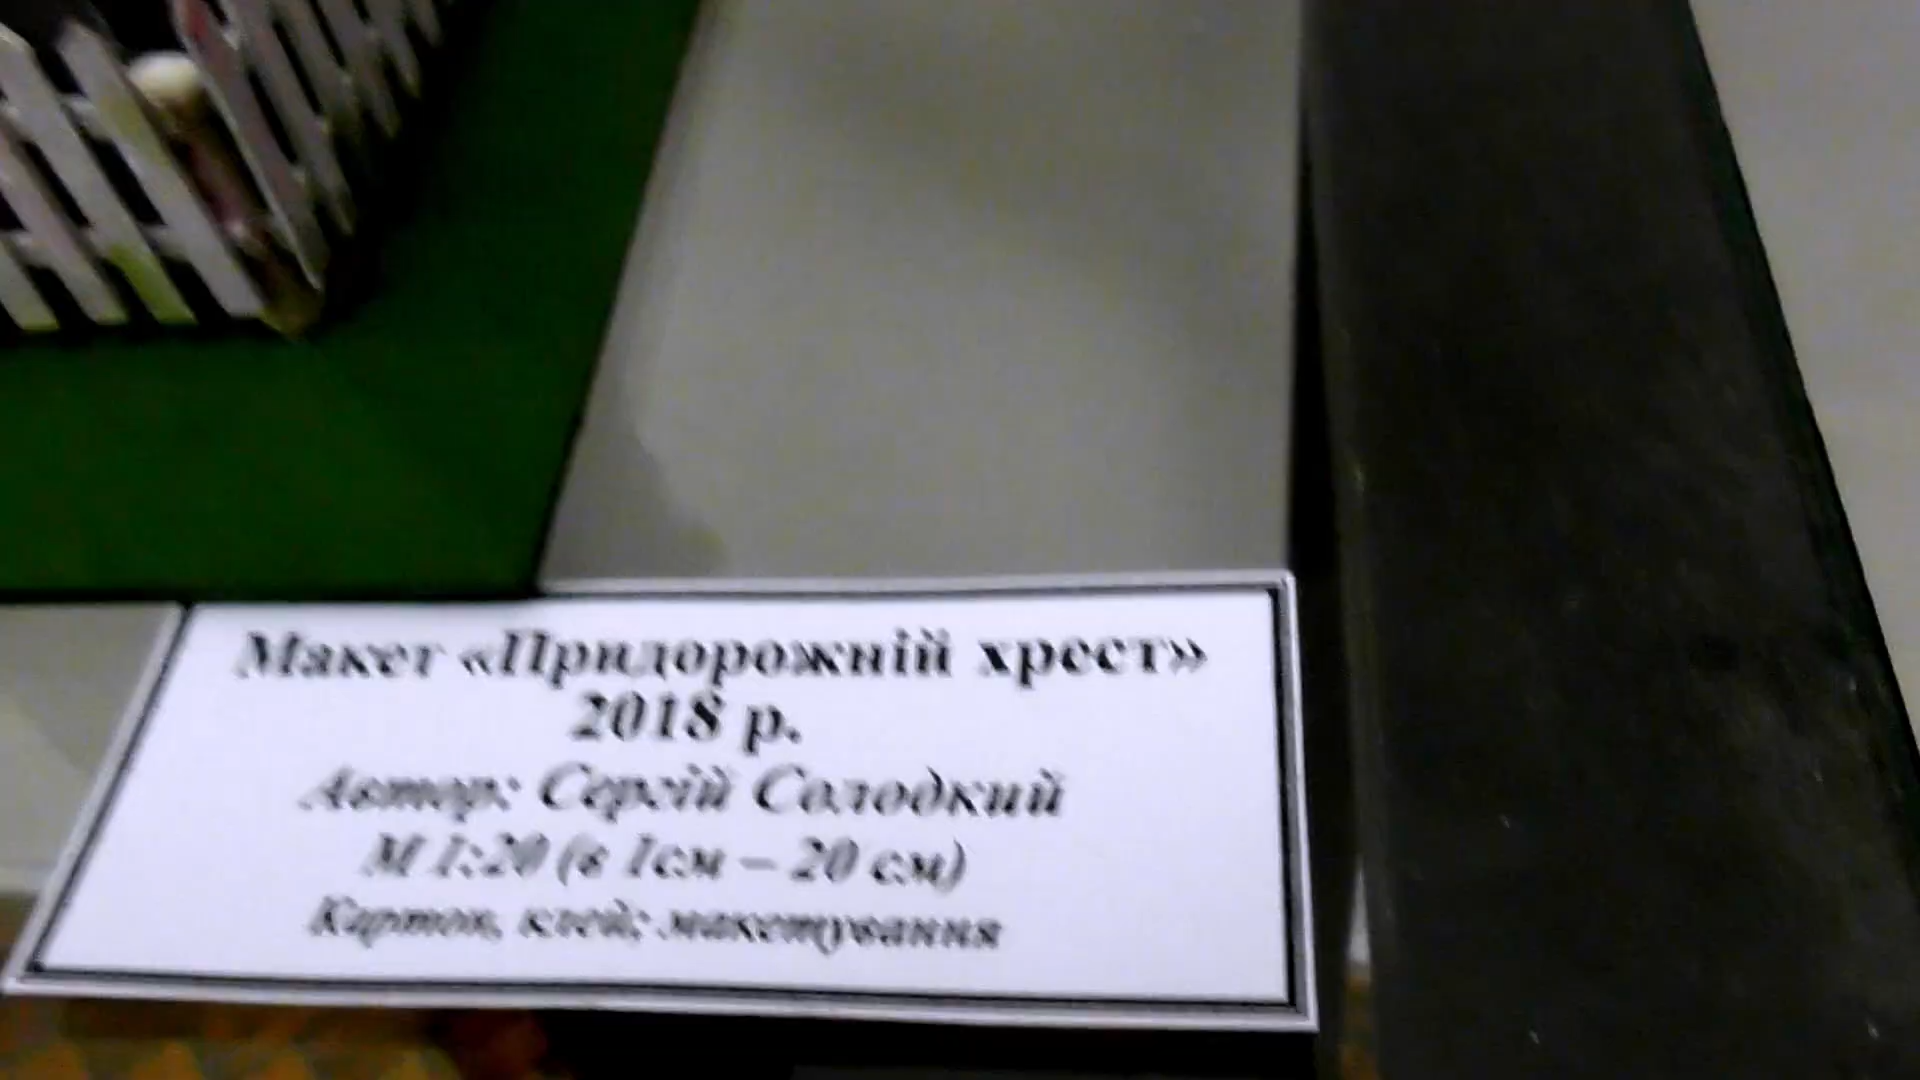 Макет «Придорожній хрест»
2018 р.
Автор: Сергій Солодкий
М 1:20 (в 1см – 20 см)
Картон, клей; макетування